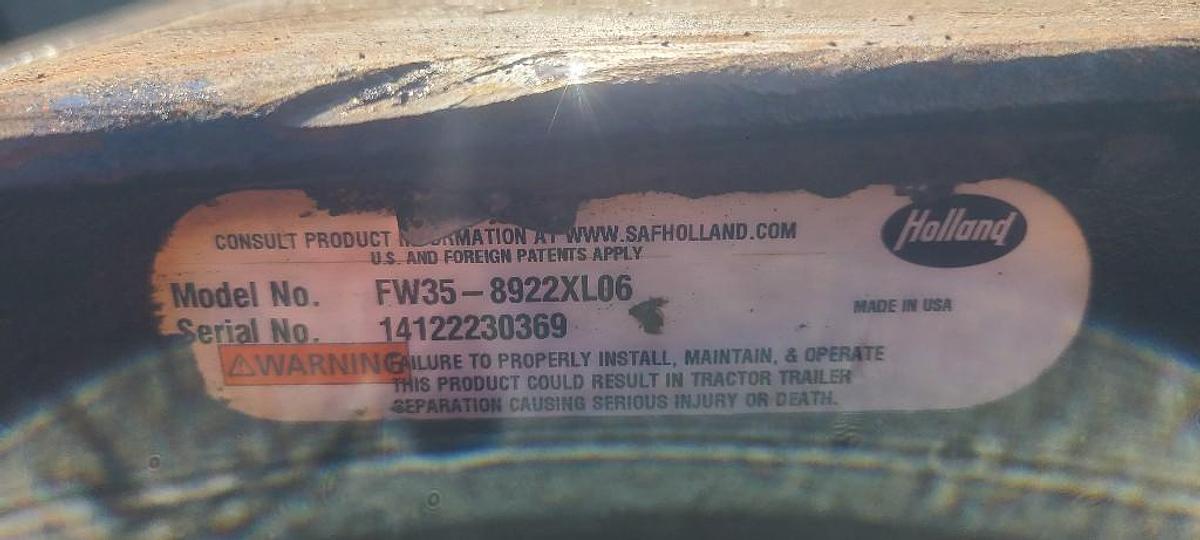 CONSULT PRODUCT INFORMATION AT WWW.SAFHOLLAND.COM
U.S. AND FOREIGN PATENTS APPLY
Holland
Model No. FW35-8922XL06
MADE IN USA
Serial No. 14122230369
⚠WARNING FAILURE TO PROPERLY INSTALL, MAINTAIN, & OPERATE
THIS PRODUCT COULD RESULT IN TRACTOR TRAILER
SEPARATION CAUSING SERIOUS INJURY OR DEATH.